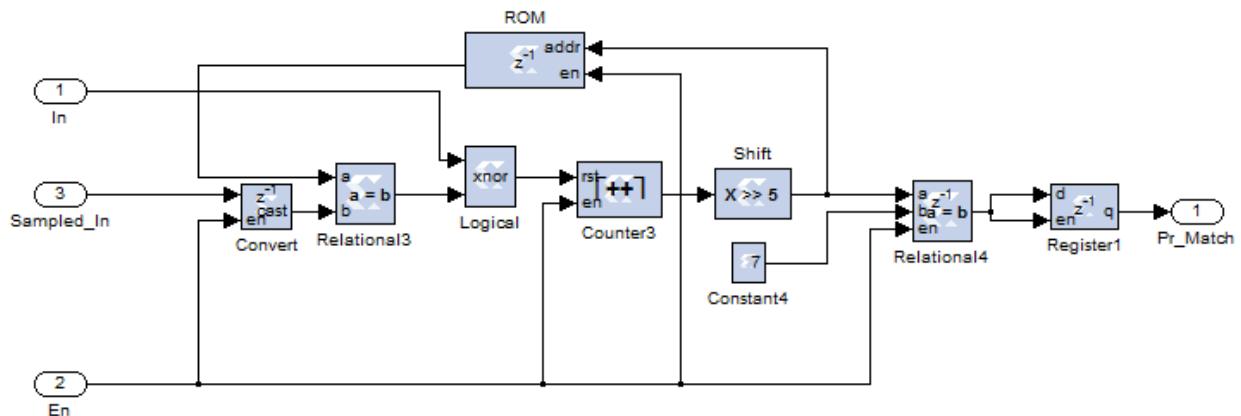 ROM
addr
z-1
en
1
In
Shift
a
xnor
rst
[++]
3
z-1
a = b
en
X >> 5
a
z-1
d
z-1
q
1
cast
b
b
a = b
en
Sampled_In
en
Logical
en
Pr_Match
Convert
Relational3
Counter3
7
Relational4
Register1
Constant4
2
En